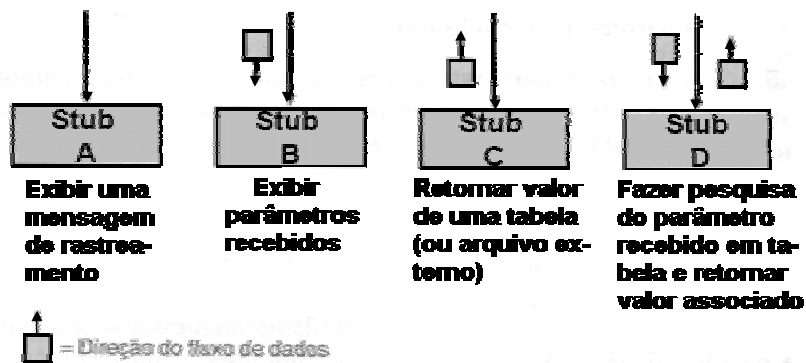 Stub
A
Stub
B
Stub
C
Stub
D
Exibir uma
mensagem
de rastrea-
mento
Exibir
parâmetros
recebidos
Retornar valor
de uma tabela
(ou arquivo ex-
terno)
Fazer pesquisa
do parâmetro
recebido em ta-
bela e retornar
valor associado
= Direção do fluxo de dados